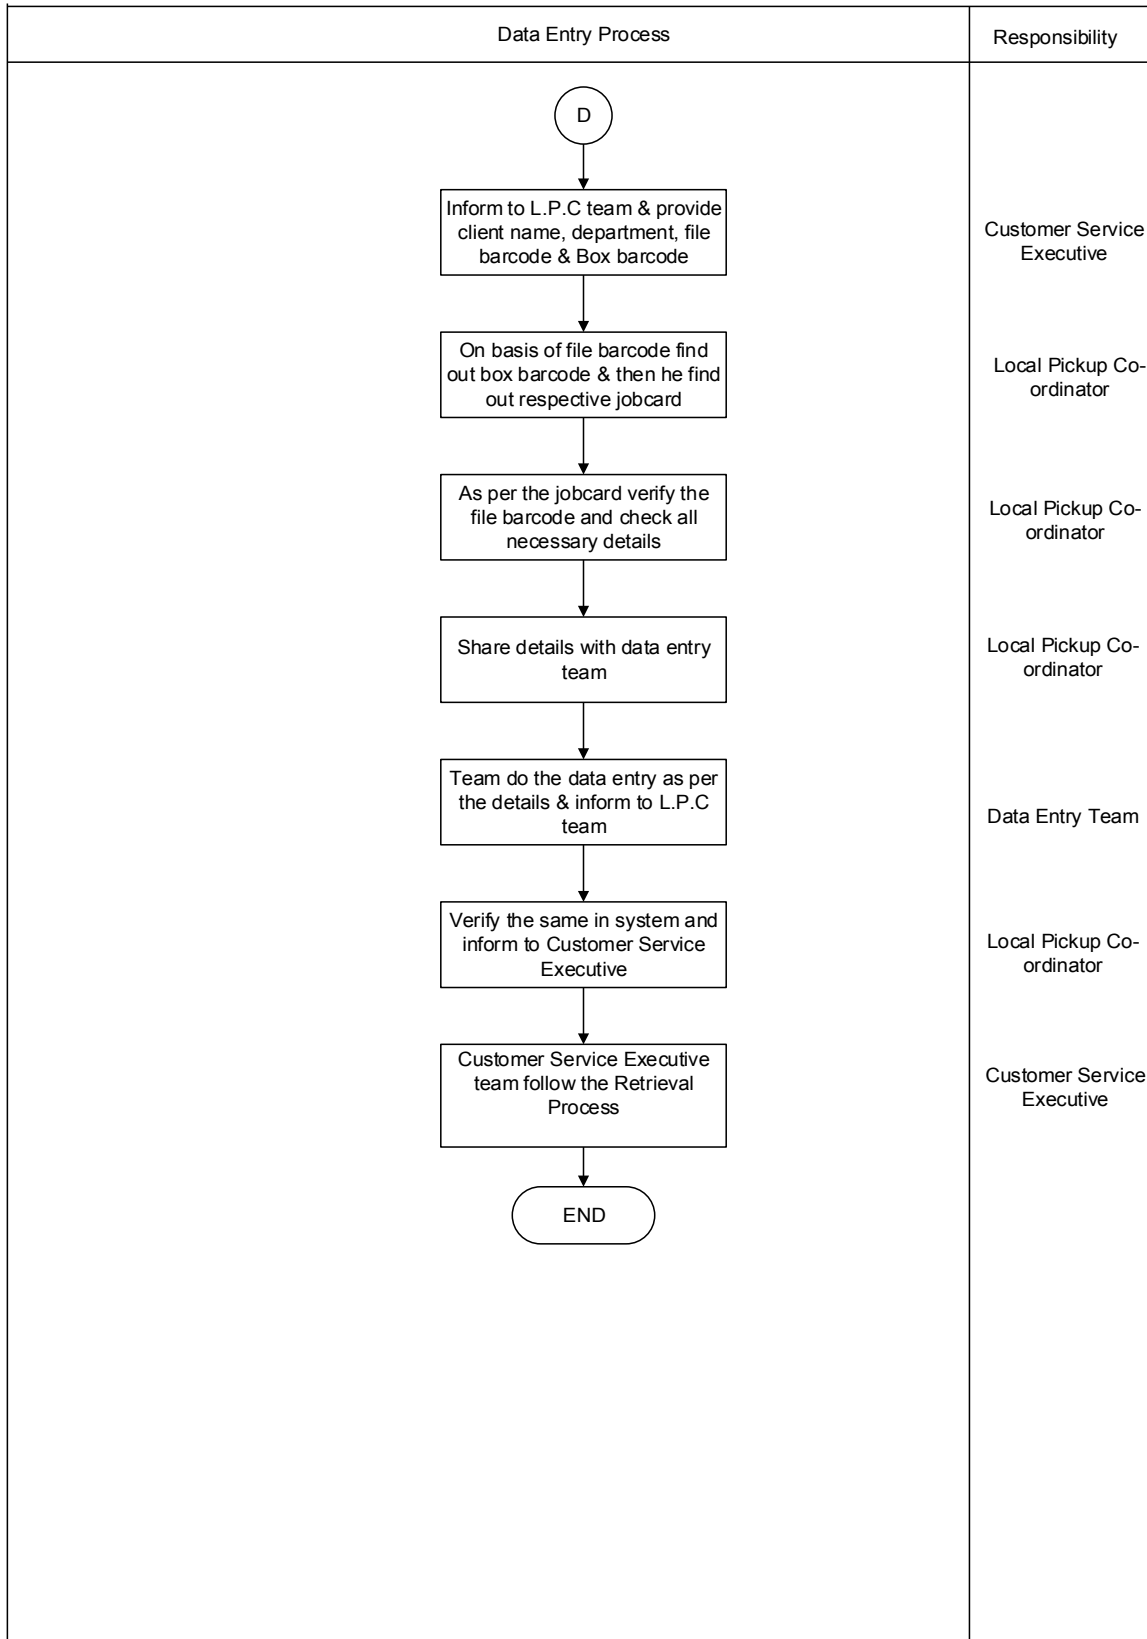 Data Entry Process
Responsibility
D
Inform to L.P.C team & provide
client name, department, file
barcode & Box barcode
Customer Service
Executive
On basis of file barcode find
out box barcode & then he find
out respective jobcard
Local Pickup Co-
ordinator
As per the jobcard verify the
file barcode and check all
necessary details
Local Pickup Co-
ordinator
Share details with data entry
team
Local Pickup Co-
ordinator
Team do the data entry as per
the details & inform to L.P.C
team
Data Entry Team
Verify the same in system and
inform to Customer Service
Executive
Local Pickup Co-
ordinator
Customer Service Executive
team follow the Retrieval
Process
Customer Service
Executive
END